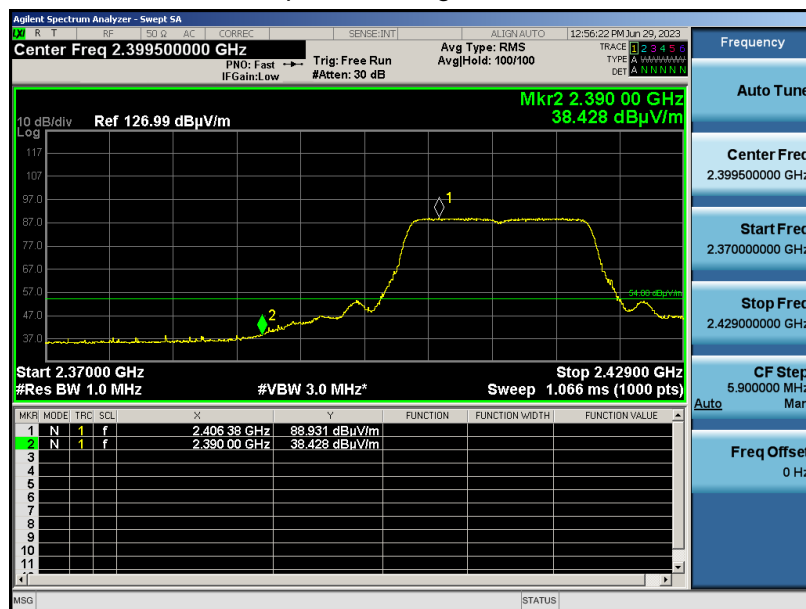 Agilent Spectrum Analyzer - Swept SA
LXI R T RF 50 Ω AC CORREC SENSE:INT ALIGN AUTO 12:56:22 PM Jun 29, 2023
Center Freq 2.399500000 GHz
PNO: Fast
IFGain:Low
Trig: Free Run
#Atten: 30 dB
Avg Type: RMS
Avg|Hold: 100/100
TRACE 1 2 3 4 5 6
TYPE A WWWWW
DET A N N N N N
Mkr2 2.390 00 GHz
38.428 dBµV/m
10 dB/div Ref 126.99 dBµV/m
Log
117
107
97.0
87.0
77.0
67.0
57.0
47.0
37.0
1
2
54.00 dBµV/m
Start 2.37000 GHz Stop 2.42900 GHz
#Res BW 1.0 MHz #VBW 3.0 MHz* Sweep 1.066 ms (1000 pts)
MKR MODE TRC SCL X Y FUNCTION FUNCTION WIDTH FUNCTION VALUE
1 N 1 f 2.406 38 GHz 88.931 dBµV/m
2 N 1 f 2.390 00 GHz 38.428 dBµV/m
3
4
5
6
7
8
9
10
11
MSG STATUS
Frequency
Auto Tune
Center Freq
2.399500000 GHz
Start Freq
2.370000000 GHz
Stop Freq
2.429000000 GHz
CF Step
5.900000 MHz
Auto Man
Freq Offset
0 Hz